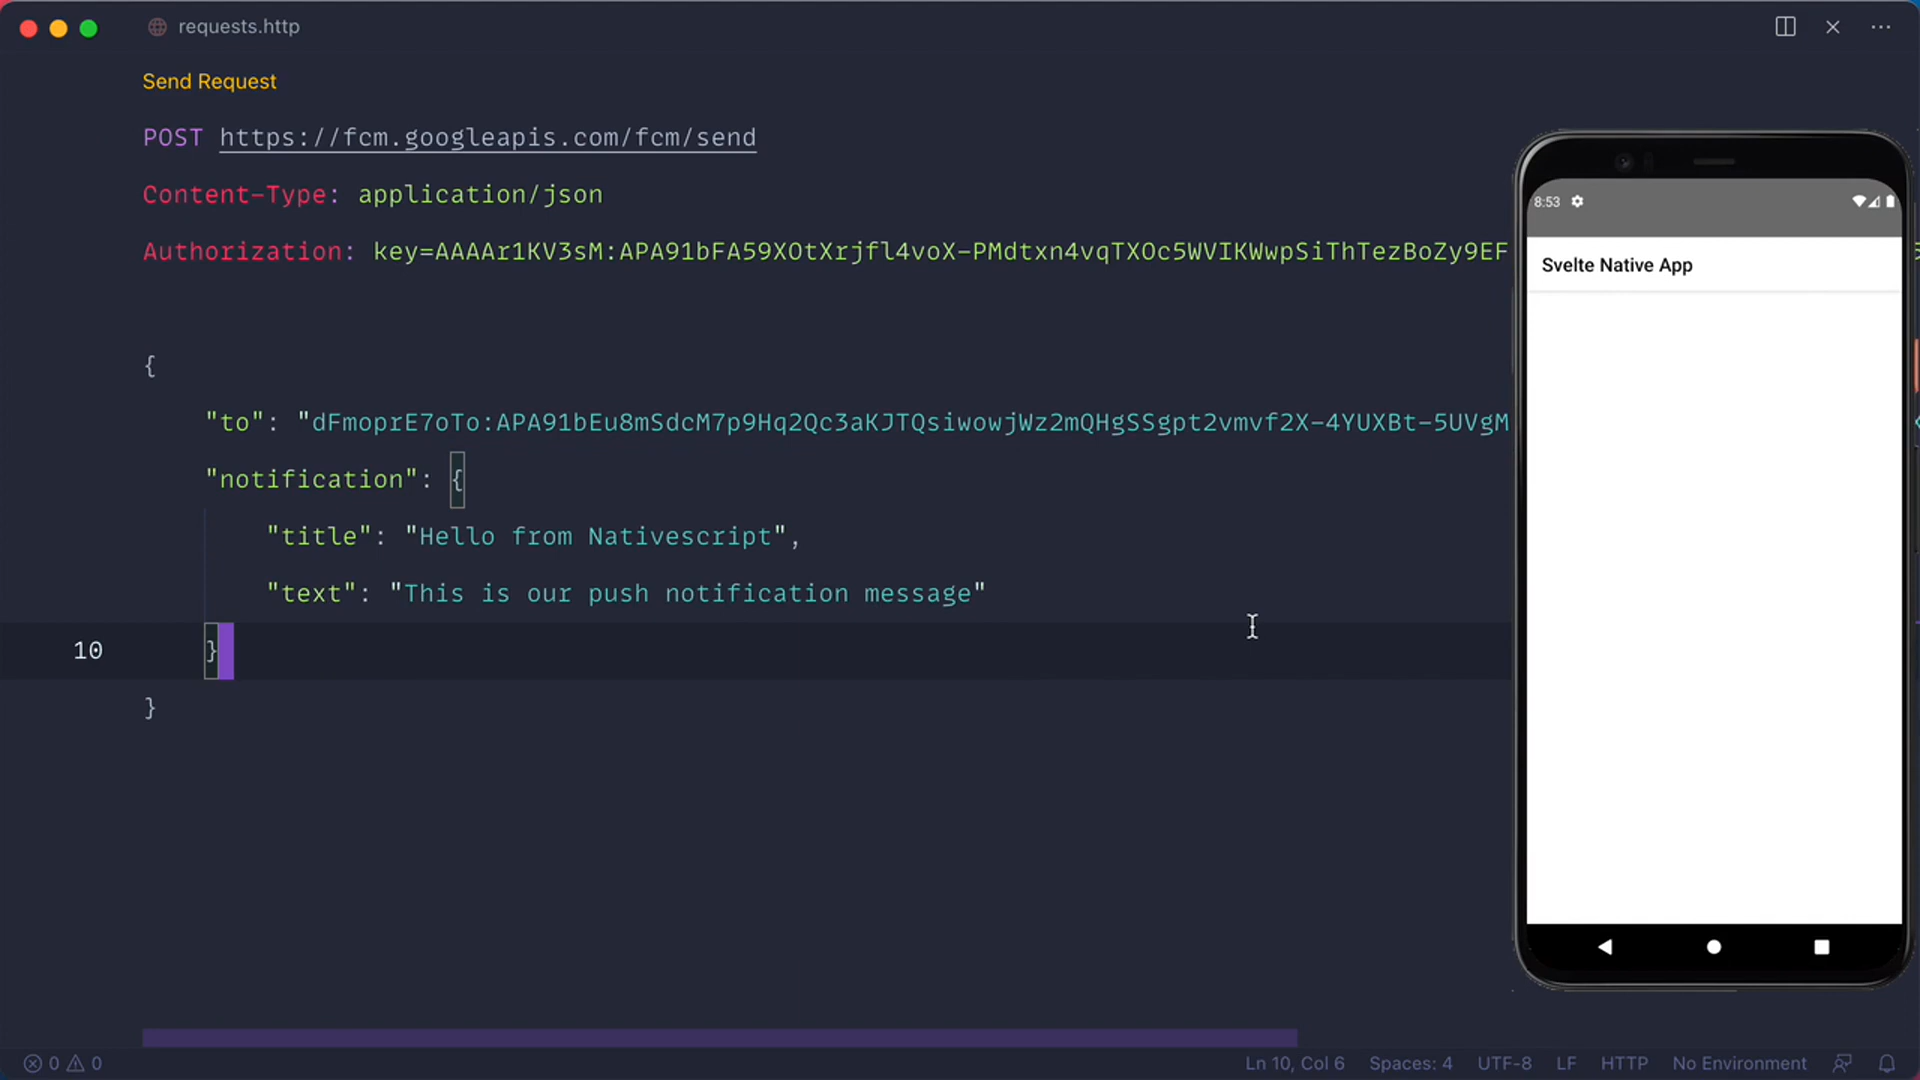 requests.http
Send Request
POST https://fcm.googleapis.com/fcm/send
Content-Type: application/json
Authorization: key=AAAAr1KV3sM:APA91bFA59XOtXrjfl4voX-PMdtxn4vqTXOc5WVIKWwpSiThTezBoZy9EF
{
"to": "dFmoprE7oTo:APA91bEu8mSdcM7p9Hq2Qc3aKJTQsiwowjWz2mQHgSSgpt2vmvf2X-4YUXBt-5UVgM
"notification": {
"title": "Hello from Nativescript",
"text": "This is our push notification message"
10 }
}
8:53
Svelte Native App
0 0
Ln 10, Col 6 Spaces: 4 UTF-8 LF HTTP No Environment